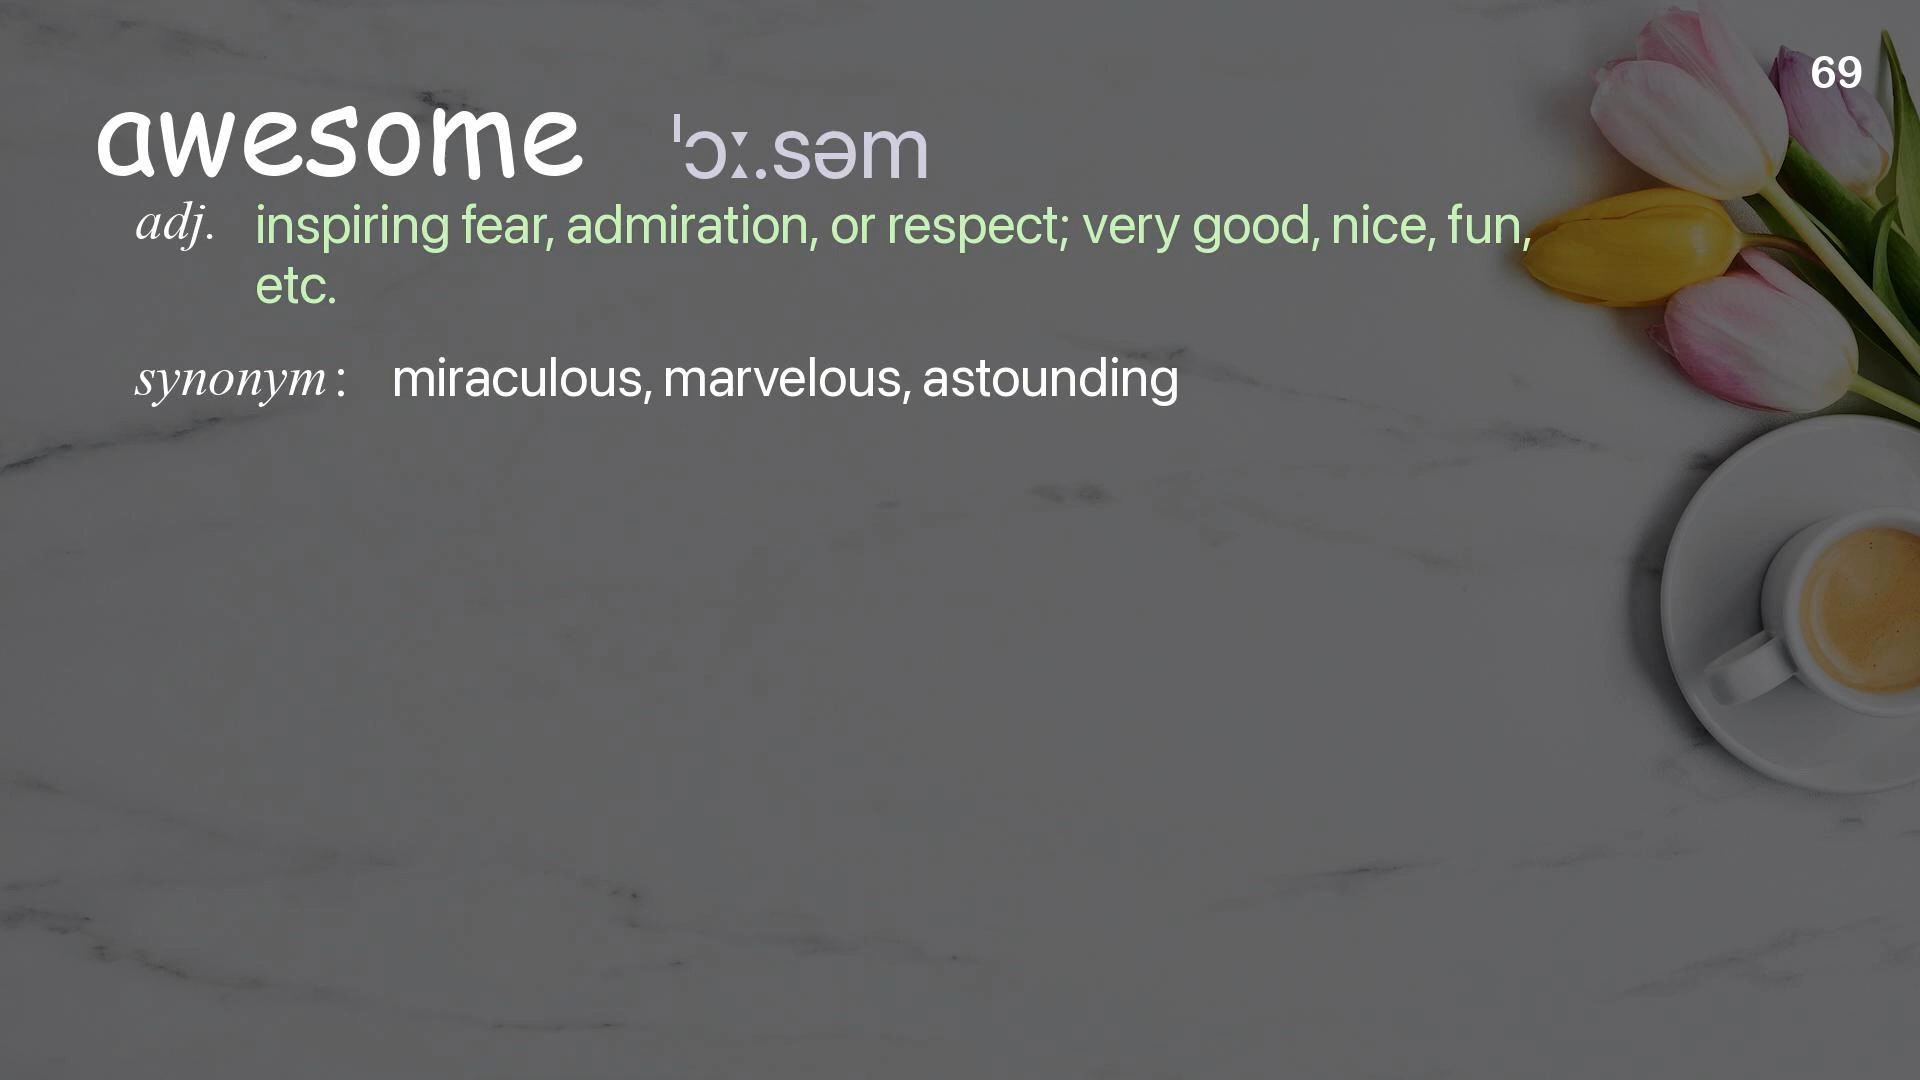 69
awesome ˈɔː.səm
adj. inspiring fear, admiration, or respect; very good, nice, fun,
etc.
synonym: miraculous, marvelous, astounding